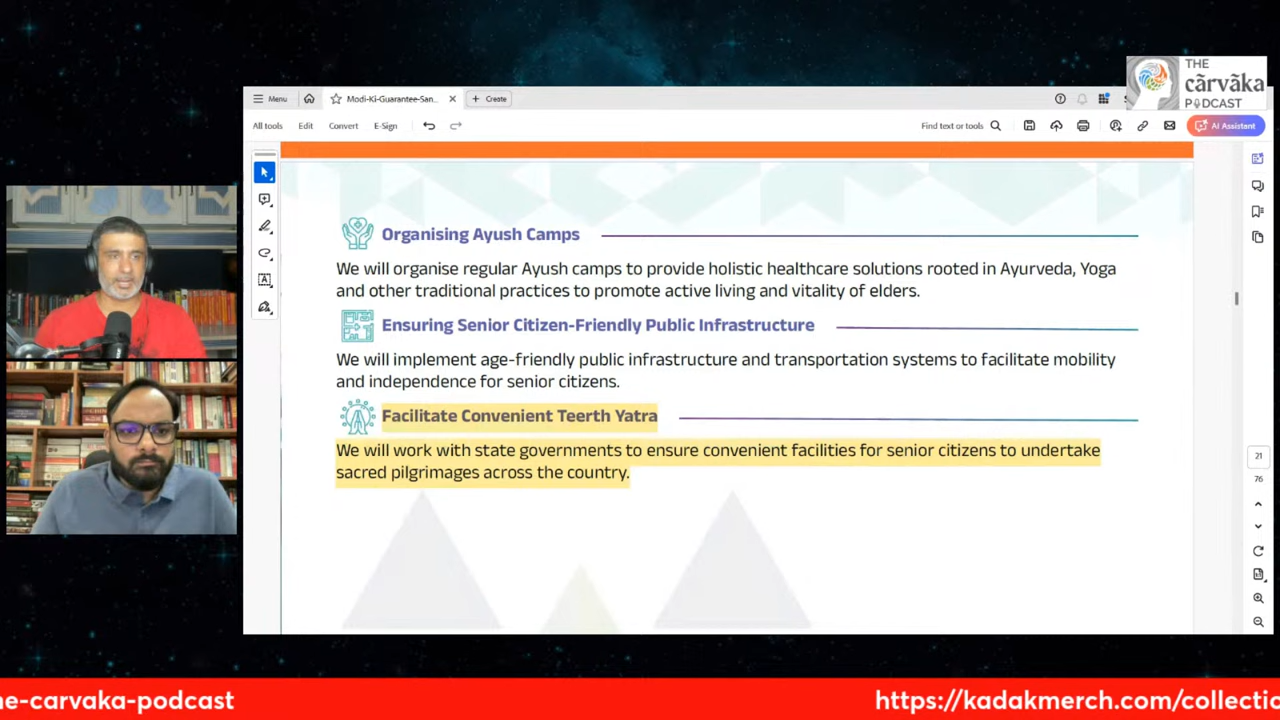 THE
cārvāka
PODCAST
Menu
Modi-Ki-Guarantee-San...
Create
All tools
Edit
Convert
E-Sign
Find text or tools
AI Assistant
Organising Ayush Camps
We will organise regular Ayush camps to provide holistic healthcare solutions rooted in Ayurveda, Yoga
and other traditional practices to promote active living and vitality of elders.
Ensuring Senior Citizen-Friendly Public Infrastructure
We will implement age-friendly public infrastructure and transportation systems to facilitate mobility
and independence for senior citizens.
Facilitate Convenient Teerth Yatra
We will work with state governments to ensure convenient facilities for senior citizens to undertake
sacred pilgrimages across the country.
21
76
he-carvaka-podcast
https://kadakmerch.com/collectio